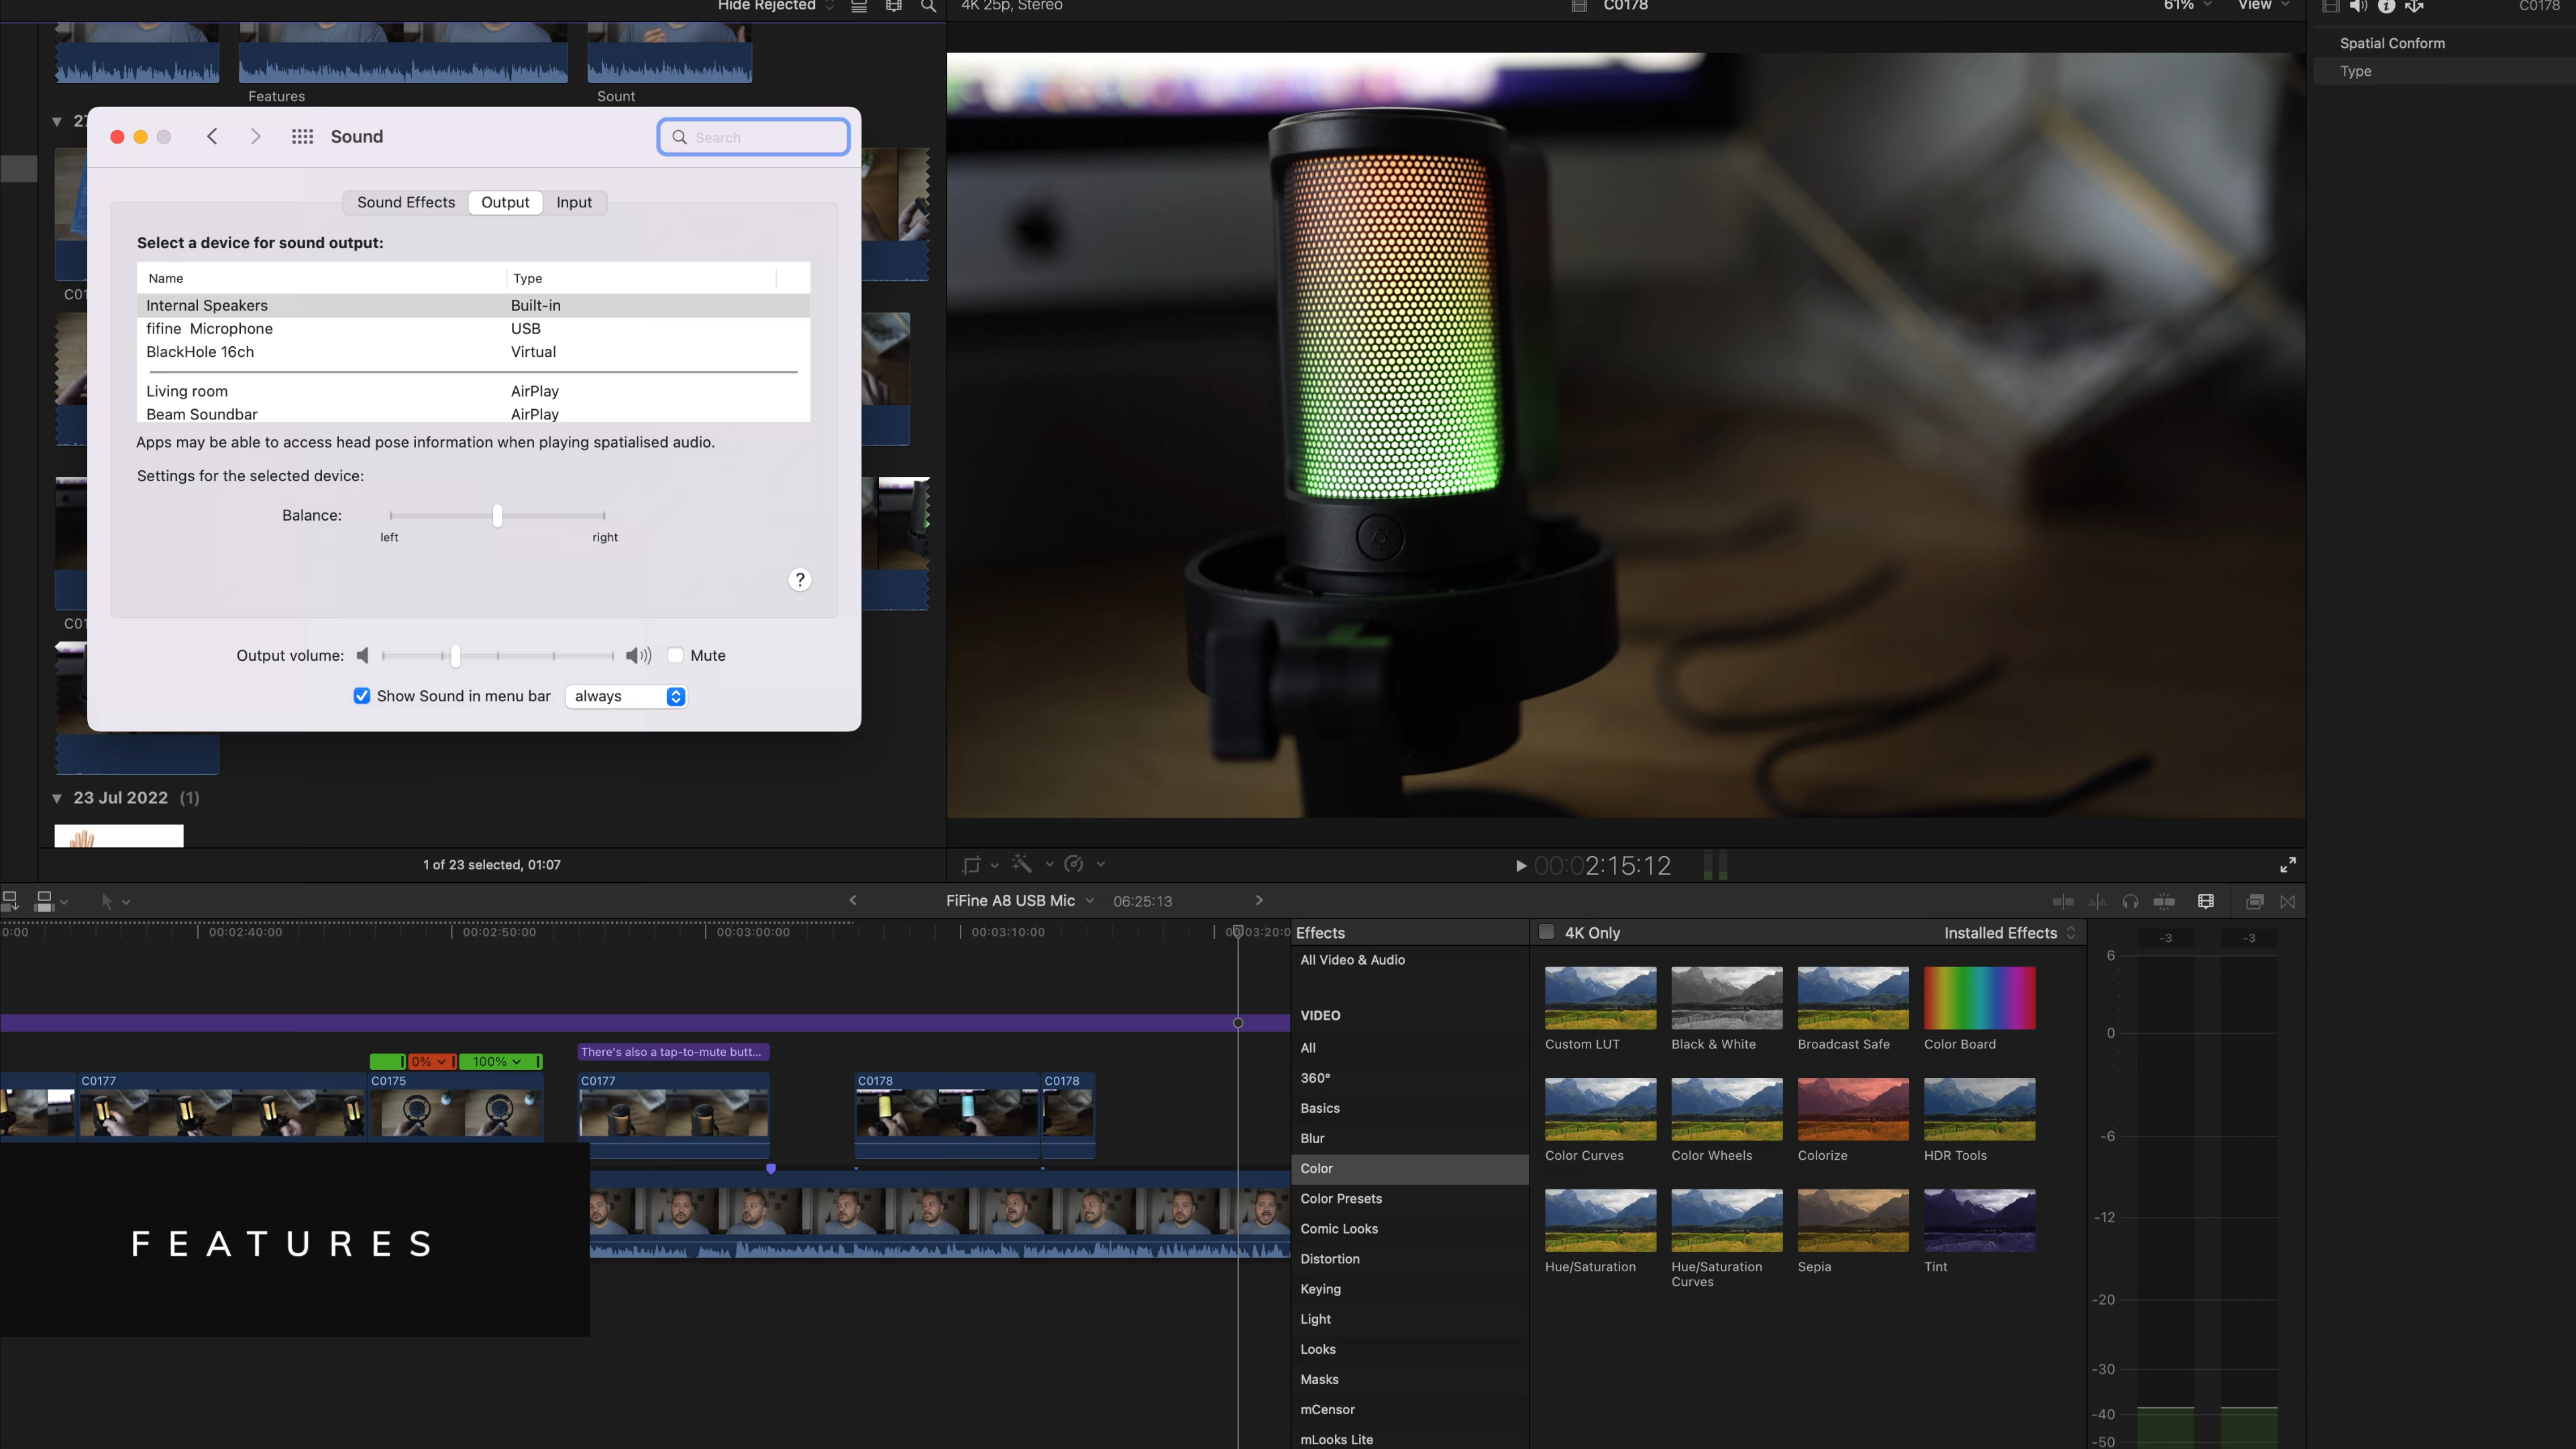 Hide Rejected
4K 25p, Stereo
C0178
61%
View
C0178
Spatial Conform
Type
Features
Sount
27
Sound
Search
Sound Effects
Output
Input
Select a device for sound output:
Name
Type
Internal Speakers
Built-in
fifine  Microphone
USB
BlackHole 16ch
Virtual
Living room
AirPlay
Beam Soundbar
AirPlay
Apps may be able to access head pose information when playing spatialised audio.
Settings for the selected device:
Balance:
left
right
?
Output volume:
Mute
Show Sound in menu bar
always
C01
C01
23 Jul 2022 (1)
1 of 23 selected, 01:07
00:02:15:12
FiFine A8 USB Mic
06:25:13
0:00
00:02:40:00
00:02:50:00
00:03:00:00
00:03:10:00
00:03:20:0
0%
100%
There's also a tap-to-mute butt...
C0177
C0175
C0177
C0178
C0178
FEATURES
Effects
4K Only
Installed Effects
All Video & Audio
VIDEO
All
360°
Basics
Blur
Color
Color Presets
Comic Looks
Distortion
Keying
Light
Looks
Masks
mCensor
mLooks Lite
Custom LUT
Black & White
Broadcast Safe
Color Board
Color Curves
Color Wheels
Colorize
HDR Tools
Hue/Saturation
Hue/Saturation
Curves
Sepia
Tint
-3
-3
6
0
-6
-12
-20
-30
-40
-50